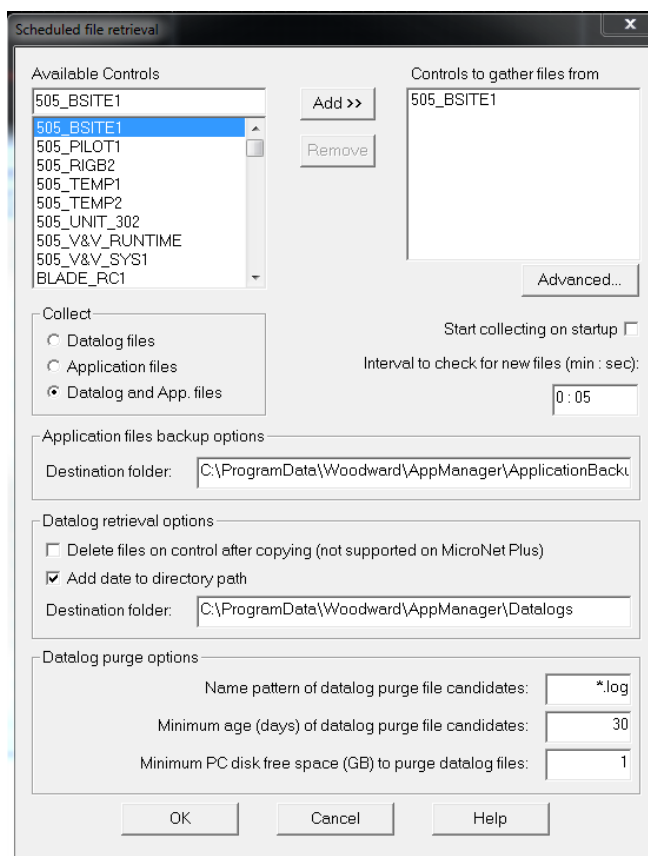 Scheduled file retrieval
x
Available Controls
505_BSITE1
505_BSITE1
505_PILOT1
505_RIGB2
505_TEMP1
505_TEMP2
505_UNIT_302
505_V&V_RUNTIME
505_V&V_SYS1
BLADE_RC1
Add >>
Remove
Controls to gather files from
505_BSITE1
Advanced...
Collect
Datalog files
Application files
Datalog and App. files
Start collecting on startup
Interval to check for new files (min : sec):
0 : 05
Application files backup options
Destination folder: C:\ProgramData\Woodward\AppManager\ApplicationBacku
Datalog retrieval options
Delete files on control after copying (not supported on MicroNet Plus)
Add date to directory path
Destination folder: C:\ProgramData\Woodward\AppManager\Datalogs
Datalog purge options
Name pattern of datalog purge file candidates: *.log
Minimum age (days) of datalog purge file candidates: 30
Minimum PC disk free space (GB) to purge datalog files: 1
OK Cancel Help